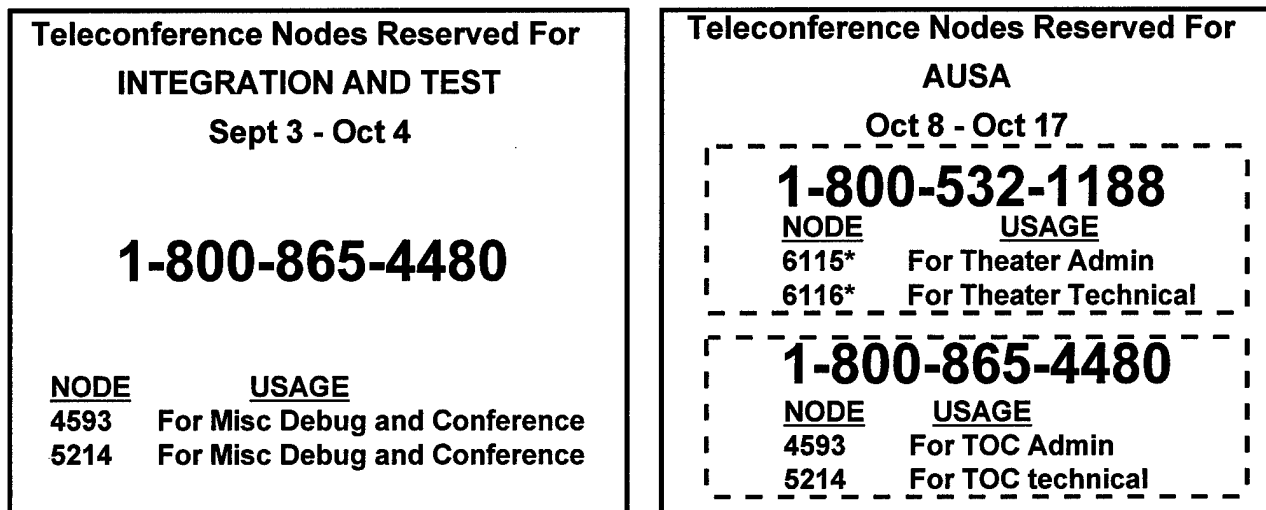 Teleconference Nodes Reserved For
INTEGRATION AND TEST
Sept 3 - Oct 4
1-800-865-4480
NODE USAGE
4593 For Misc Debug and Conference
5214 For Misc Debug and Conference
Teleconference Nodes Reserved For
AUSA
Oct 8 - Oct 17
1-800-532-1188
NODE USAGE
6115* For Theater Admin
6116* For Theater Technical
1-800-865-4480
NODE USAGE
4593 For TOC Admin
5214 For TOC technical